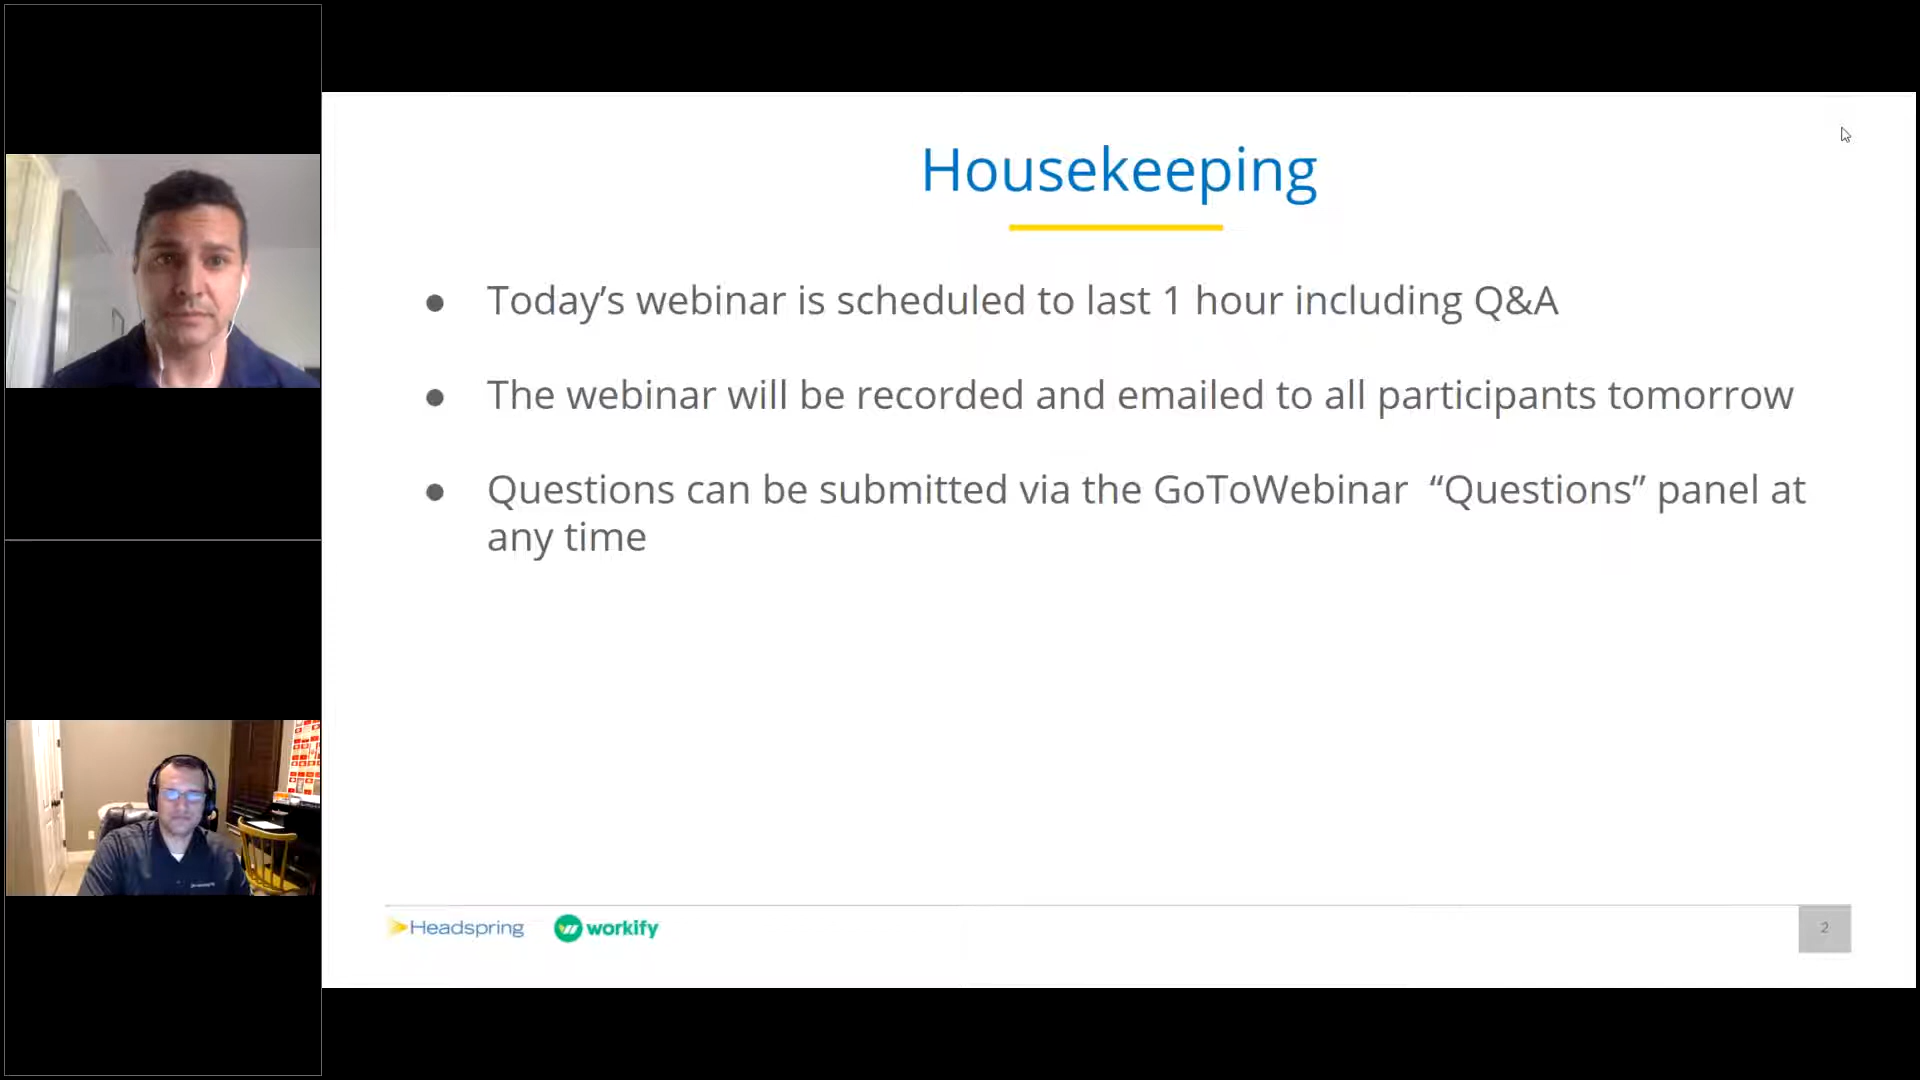 Housekeeping
● Today’s webinar is scheduled to last 1 hour including Q&A
● The webinar will be recorded and emailed to all participants tomorrow
● Questions can be submitted via the GoToWebinar “Questions” panel at
any time
Headspring
workify
2